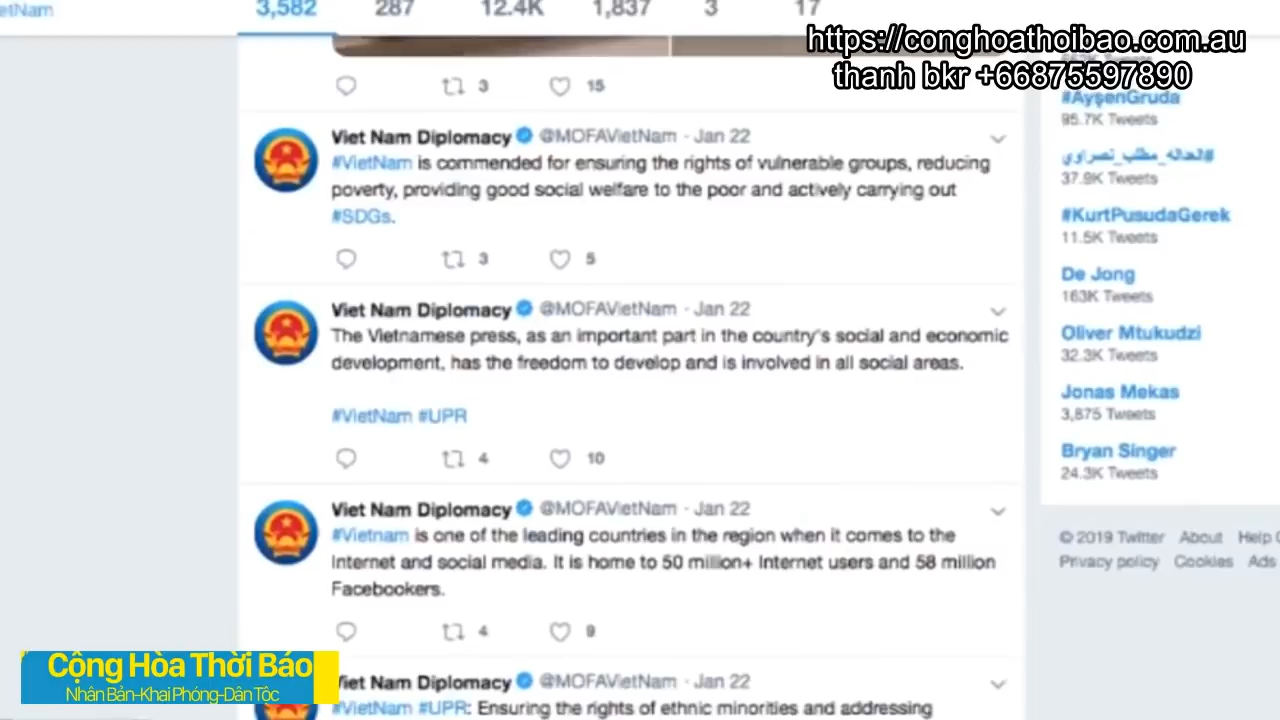 etNam
3,582 287 12.4K 1,837 3 17
https://conghoathoibao.com.au
thanh bkr +66875597890
3 15
Viet Nam Diplomacy @MOFAVietNam · Jan 22
#VietNam is commended for ensuring the rights of vulnerable groups, reducing
poverty, providing good social welfare to the poor and actively carrying out
#SDGs.
3 5
Viet Nam Diplomacy @MOFAVietNam · Jan 22
The Vietnamese press, as an important part in the country's social and economic
development, has the freedom to develop and is involved in all social areas.
#VietNam #UPR
4 10
Viet Nam Diplomacy @MOFAVietNam · Jan 22
#Vietnam is one of the leading countries in the region when it comes to the
Internet and social media. It is home to 50 million+ Internet users and 58 million
Facebookers.
4 9
Viet Nam Diplomacy @MOFAVietNam · Jan 22
#VietNam #UPR: Ensuring the rights of ethnic minorities and addressing
Tweets
#AyşenGruda
95.7K Tweets
37.9K Tweets
#KurtPusudaGerek
11.5K Tweets
De Jong
163K Tweets
Oliver Mtukudzi
32.3K Tweets
Jonas Mekas
3,875 Tweets
Bryan Singer
24.3K Tweets
© 2019 Twitter About Help
Privacy policy Cookies Ads
Cộng Hòa Thời Báo
Nhân Bản-Khai Phóng-Dân Tộc